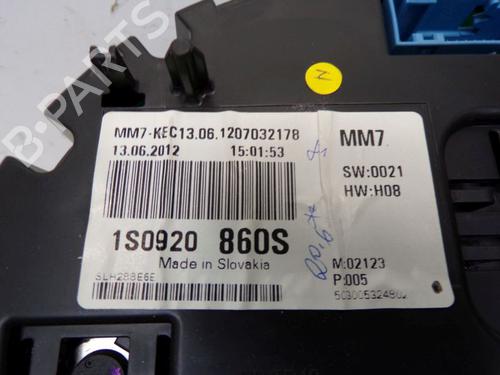 B-PARTS
MM7-KEC13.06.1207032178
13.06.2012 15:01:53
MM7
SW:0021
HW:H08
1S0920 860S
Made in Slovakia
SLH288E6E
M:02123
P:005
N